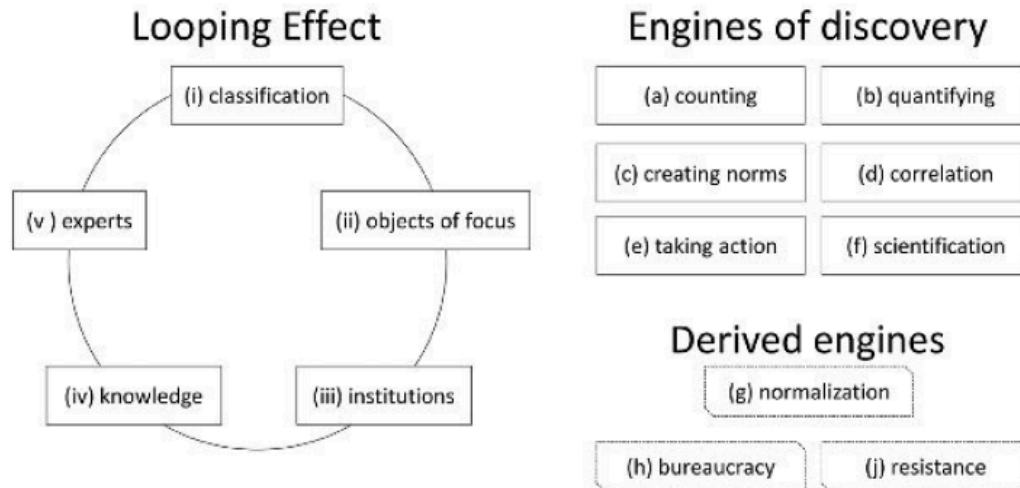 Looping Effect
(i) classification
(v ) experts
(ii) objects of focus
(iv) knowledge
(iii) institutions
Engines of discovery
(a) counting
(b) quantifying
(c) creating norms
(d) correlation
(e) taking action
(f) scientification
Derived engines
(g) normalization
(h) bureaucracy
(j) resistance